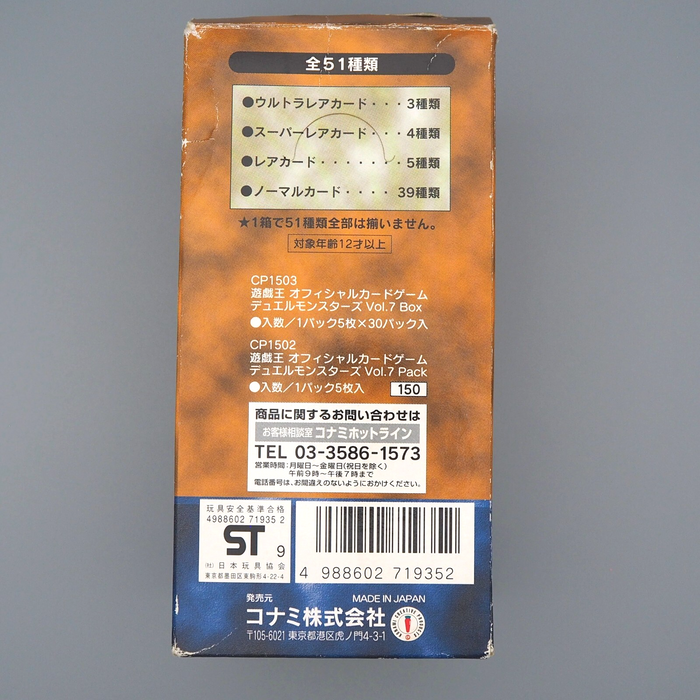 全51種類
●ウルトラレアカード・・・3種類
●スーパーレアカード・・・4種類
●レアカード・・・・・・・5種類
●ノーマルカード・・・・39種類
★1箱で51種類全部は揃いません。
対象年齢12才以上
CP1503
遊戯王 オフィシャルカードゲーム
デュエルモンスターズ Vol.7 Box
●入数／1パック5枚×30パック入
CP1502
遊戯王 オフィシャルカードゲーム
デュエルモンスターズ Vol.7 Pack
●入数／1パック5枚入 150
商品に関するお問い合わせは
お客様相談室 コナミホットライン
TEL 03-3586-1573
営業時間:月曜日～金曜日(祝日を除く)
午前9時～午後7時まで
電話番号は、お間違えのないようにおかけください。
玩具安全基準合格
4988602 71935 2
ST 9
(社)日本玩具協会
東京都墨田区東駒形4-22-4
4 988602 719352
発売元 MADE IN JAPAN
コナミ株式会社
〒105-6021 東京都港区虎ノ門4-3-1